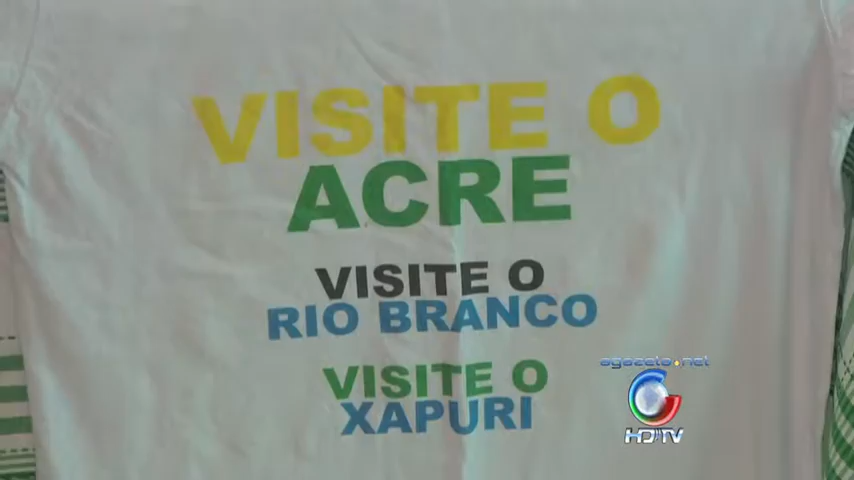 VISITE O
ACRE
VISITE O
RIO BRANCO
VISITE O
XAPURI
agazeta.net
HDTV